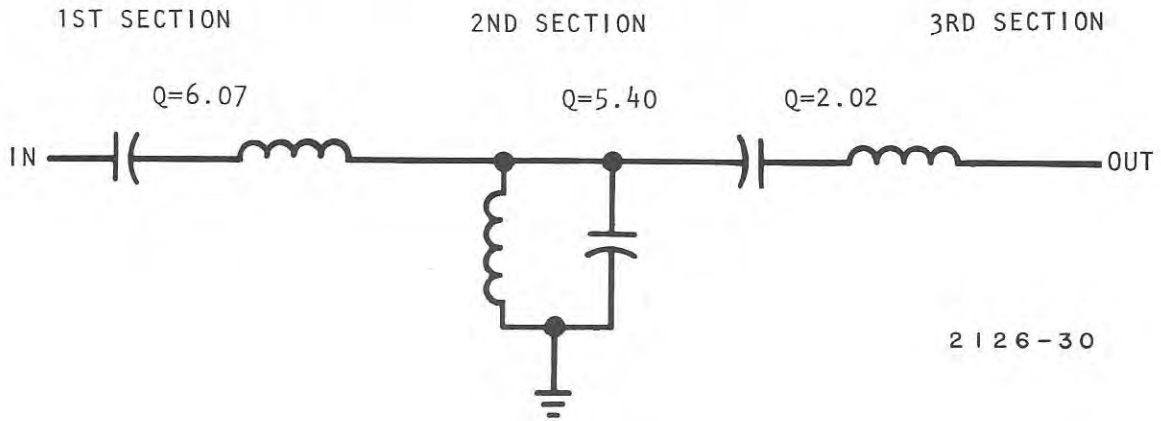 1ST SECTION 2ND SECTION 3RD SECTION
Q=6.07 Q=5.40 Q=2.02
IN OUT
2126-30